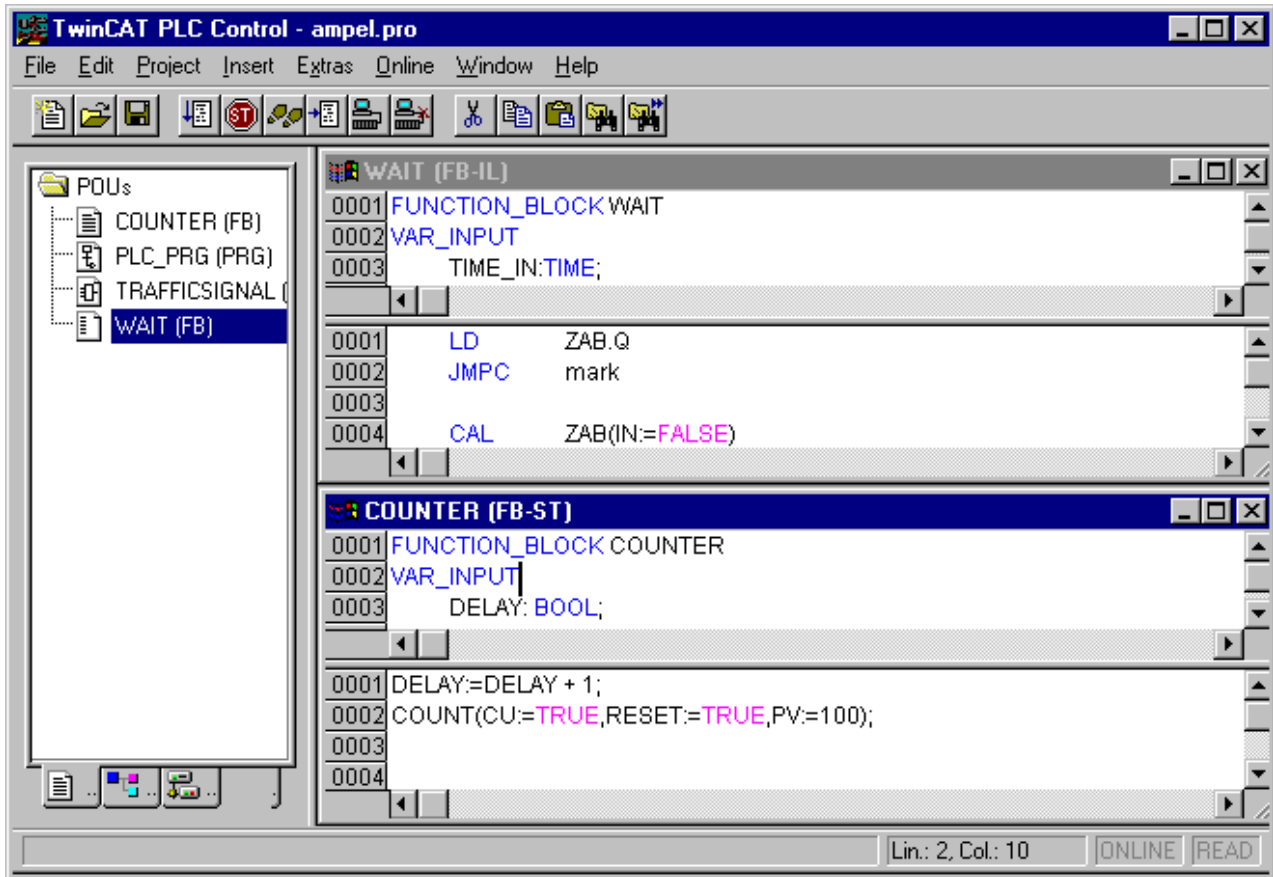 TwinCAT PLC Control - ampel.pro
File Edit Project Insert Extras Online Window Help
ST
POUs
COUNTER (FB)
PLC_PRG (PRG)
TRAFFICSIGNAL (
WAIT (FB)
..
..
..
.
WAIT (FB-IL)
0001 FUNCTION_BLOCK WAIT
0002 VAR_INPUT
0003 TIME_IN:TIME;
0001 LD ZAB.Q
0002 JMPC mark
0003
0004 CAL ZAB(IN:=FALSE)
COUNTER (FB-ST)
0001 FUNCTION_BLOCK COUNTER
0002 VAR_INPUT
0003 DELAY: BOOL;
0001 DELAY:=DELAY + 1;
0002 COUNT(CU:=TRUE,RESET:=TRUE,PV:=100);
0003
0004
Lin.: 2, Col.: 10 ONLINE READ